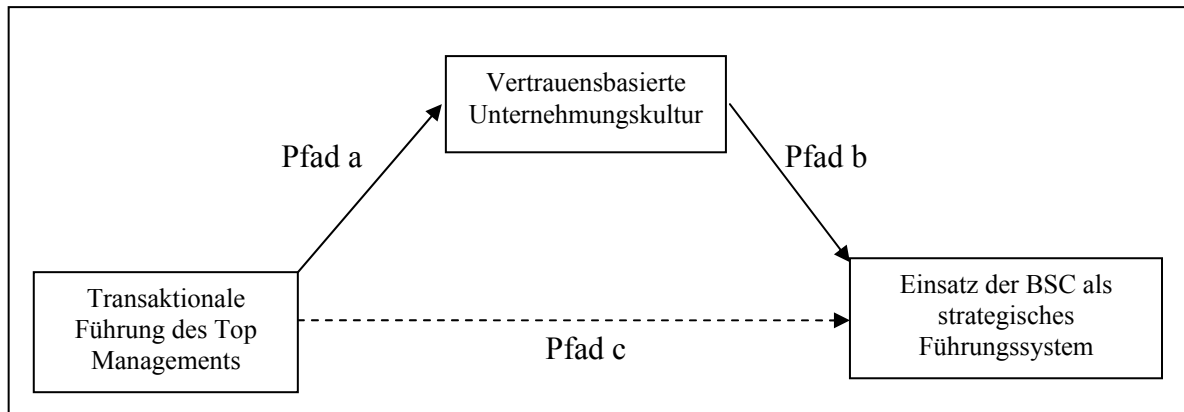 Vertrauensbasierte
Unternehmungskultur
Pfad a
Pfad b
Transaktionale
Führung des Top
Managements
Pfad c
Einsatz der BSC als
strategisches
Führungssystem